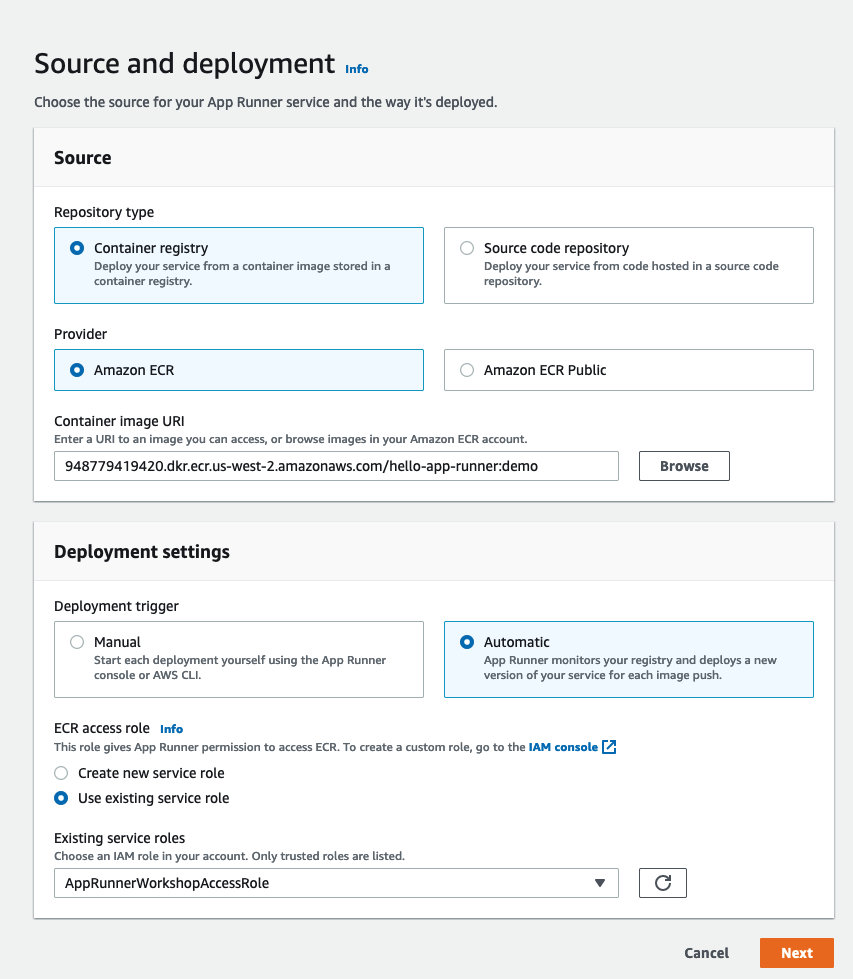 Source and deployment Info
Choose the source for your App Runner service and the way it's deployed.
Source
Repository type
Container registry
Deploy your service from a container image stored in a
container registry.
Source code repository
Deploy your service from code hosted in a source code
repository.
Provider
Amazon ECR
Amazon ECR Public
Container image URI
Enter a URI to an image you can access, or browse images in your Amazon ECR account.
948779419420.dkr.ecr.us-west-2.amazonaws.com/hello-app-runner:demo
Browse
Deployment settings
Deployment trigger
Manual
Start each deployment yourself using the App Runner
console or AWS CLI.
Automatic
App Runner monitors your registry and deploys a new
version of your service for each image push.
ECR access role Info
This role gives App Runner permission to access ECR. To create a custom role, go to the IAM console
Create new service role
Use existing service role
Existing service roles
Choose an IAM role in your account. Only trusted roles are listed.
AppRunnerWorkshopAccessRole
Cancel
Next